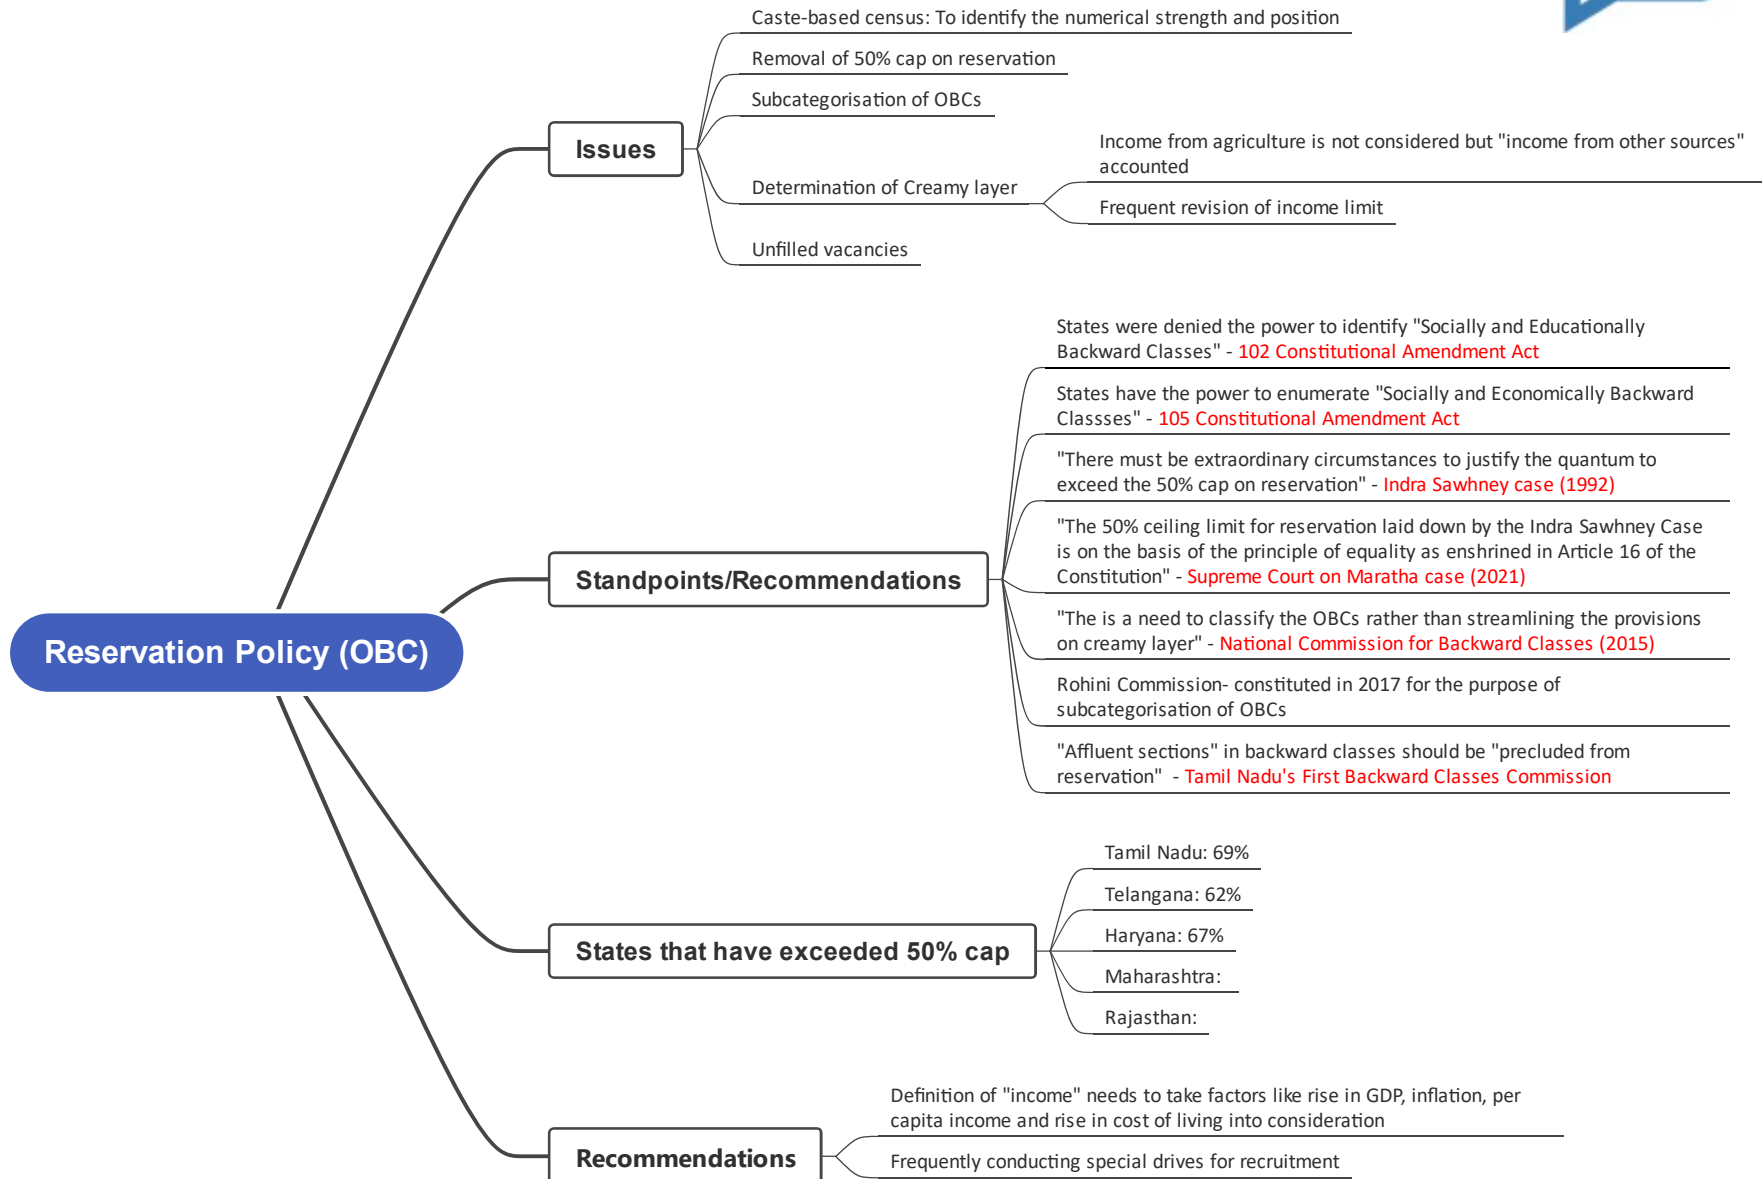 Caste-based census: To identify the numerical strength and position
Removal of 50% cap on reservation
Subcategorisation of OBCs
Issues
Income from agriculture is not considered but "income from other sources"
accounted
Determination of Creamy layer
Frequent revision of income limit
Unfilled vacancies
States were denied the power to identify "Socially and Educationally
Backward Classes" - 102 Constitutional Amendment Act
States have the power to enumerate "Socially and Economically Backward
Classses" - 105 Constitutional Amendment Act
"There must be extraordinary circumstances to justify the quantum to
exceed the 50% cap on reservation" - Indra Sawhney case (1992)
"The 50% ceiling limit for reservation laid down by the Indra Sawhney Case
is on the basis of the principle of equality as enshrined in Article 16 of the
Constitution" - Supreme Court on Maratha case (2021)
Standpoints/Recommendations
"The is a need to classify the OBCs rather than streamlining the provisions
on creamy layer" - National Commission for Backward Classes (2015)
Reservation Policy (OBC)
Rohini Commission- constituted in 2017 for the purpose of
subcategorisation of OBCs
"Affluent sections" in backward classes should be "precluded from
reservation"  - Tamil Nadu's First Backward Classes Commission
Tamil Nadu: 69%
Telangana: 62%
Haryana: 67%
States that have exceeded 50% cap
Maharashtra:
Rajasthan:
Definition of "income" needs to take factors like rise in GDP, inflation, per
capita income and rise in cost of living into consideration
Recommendations
Frequently conducting special drives for recruitment